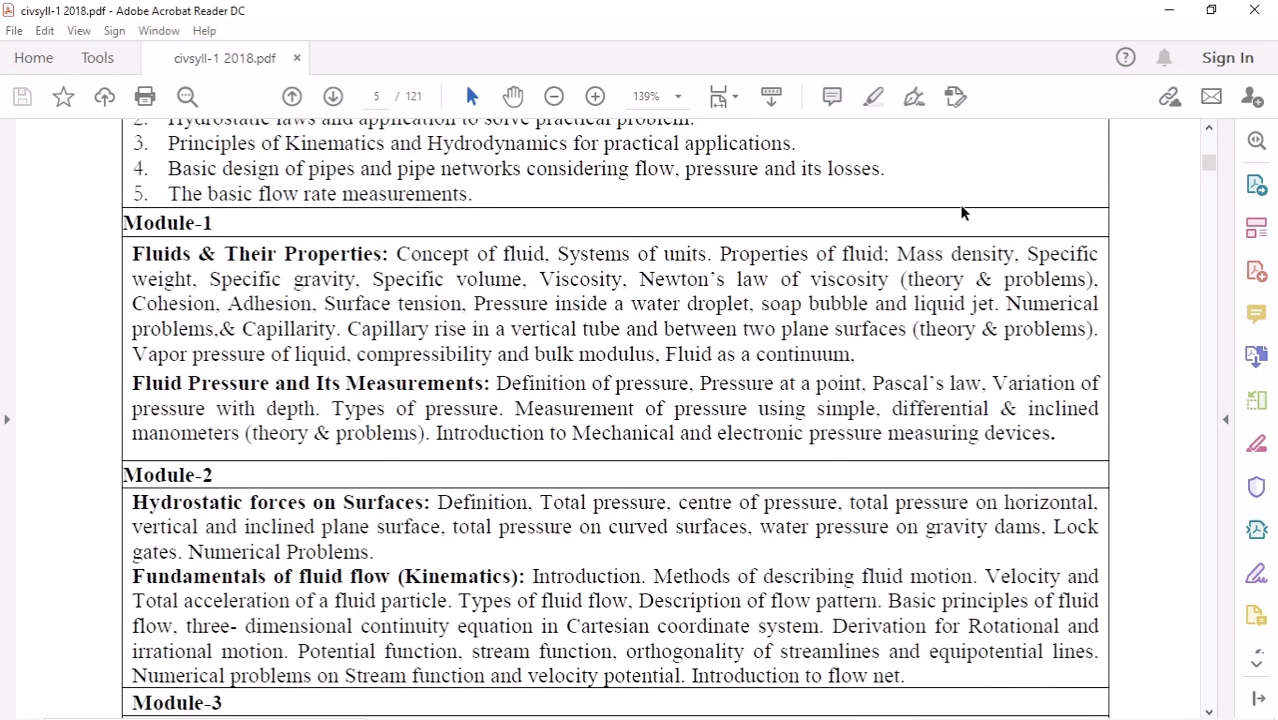 civsyll-1 2018.pdf - Adobe Acrobat Reader DC
File Edit View Sign Window Help
Home Tools civsyll-1 2018.pdf × Sign In
5 / 121 139%
2. Hydrostatic laws and application to solve practical problem.
3. Principles of Kinematics and Hydrodynamics for practical applications.
4. Basic design of pipes and pipe networks considering flow, pressure and its losses.
5. The basic flow rate measurements.
Module-1
Fluids & Their Properties: Concept of fluid, Systems of units. Properties of fluid; Mass density, Specific
weight, Specific gravity, Specific volume, Viscosity, Newton's law of viscosity (theory & problems),
Cohesion, Adhesion, Surface tension, Pressure inside a water droplet, soap bubble and liquid jet. Numerical
problems,& Capillarity. Capillary rise in a vertical tube and between two plane surfaces (theory & problems).
Vapor pressure of liquid, compressibility and bulk modulus, Fluid as a continuum,
Fluid Pressure and Its Measurements: Definition of pressure, Pressure at a point, Pascal's law, Variation of
pressure with depth. Types of pressure. Measurement of pressure using simple, differential & inclined
manometers (theory & problems). Introduction to Mechanical and electronic pressure measuring devices.
Module-2
Hydrostatic forces on Surfaces: Definition, Total pressure, centre of pressure, total pressure on horizontal,
vertical and inclined plane surface, total pressure on curved surfaces, water pressure on gravity dams, Lock
gates. Numerical Problems.
Fundamentals of fluid flow (Kinematics): Introduction. Methods of describing fluid motion. Velocity and
Total acceleration of a fluid particle. Types of fluid flow, Description of flow pattern. Basic principles of fluid
flow, three- dimensional continuity equation in Cartesian coordinate system. Derivation for Rotational and
irrational motion. Potential function, stream function, orthogonality of streamlines and equipotential lines.
Numerical problems on Stream function and velocity potential. Introduction to flow net.
Module-3